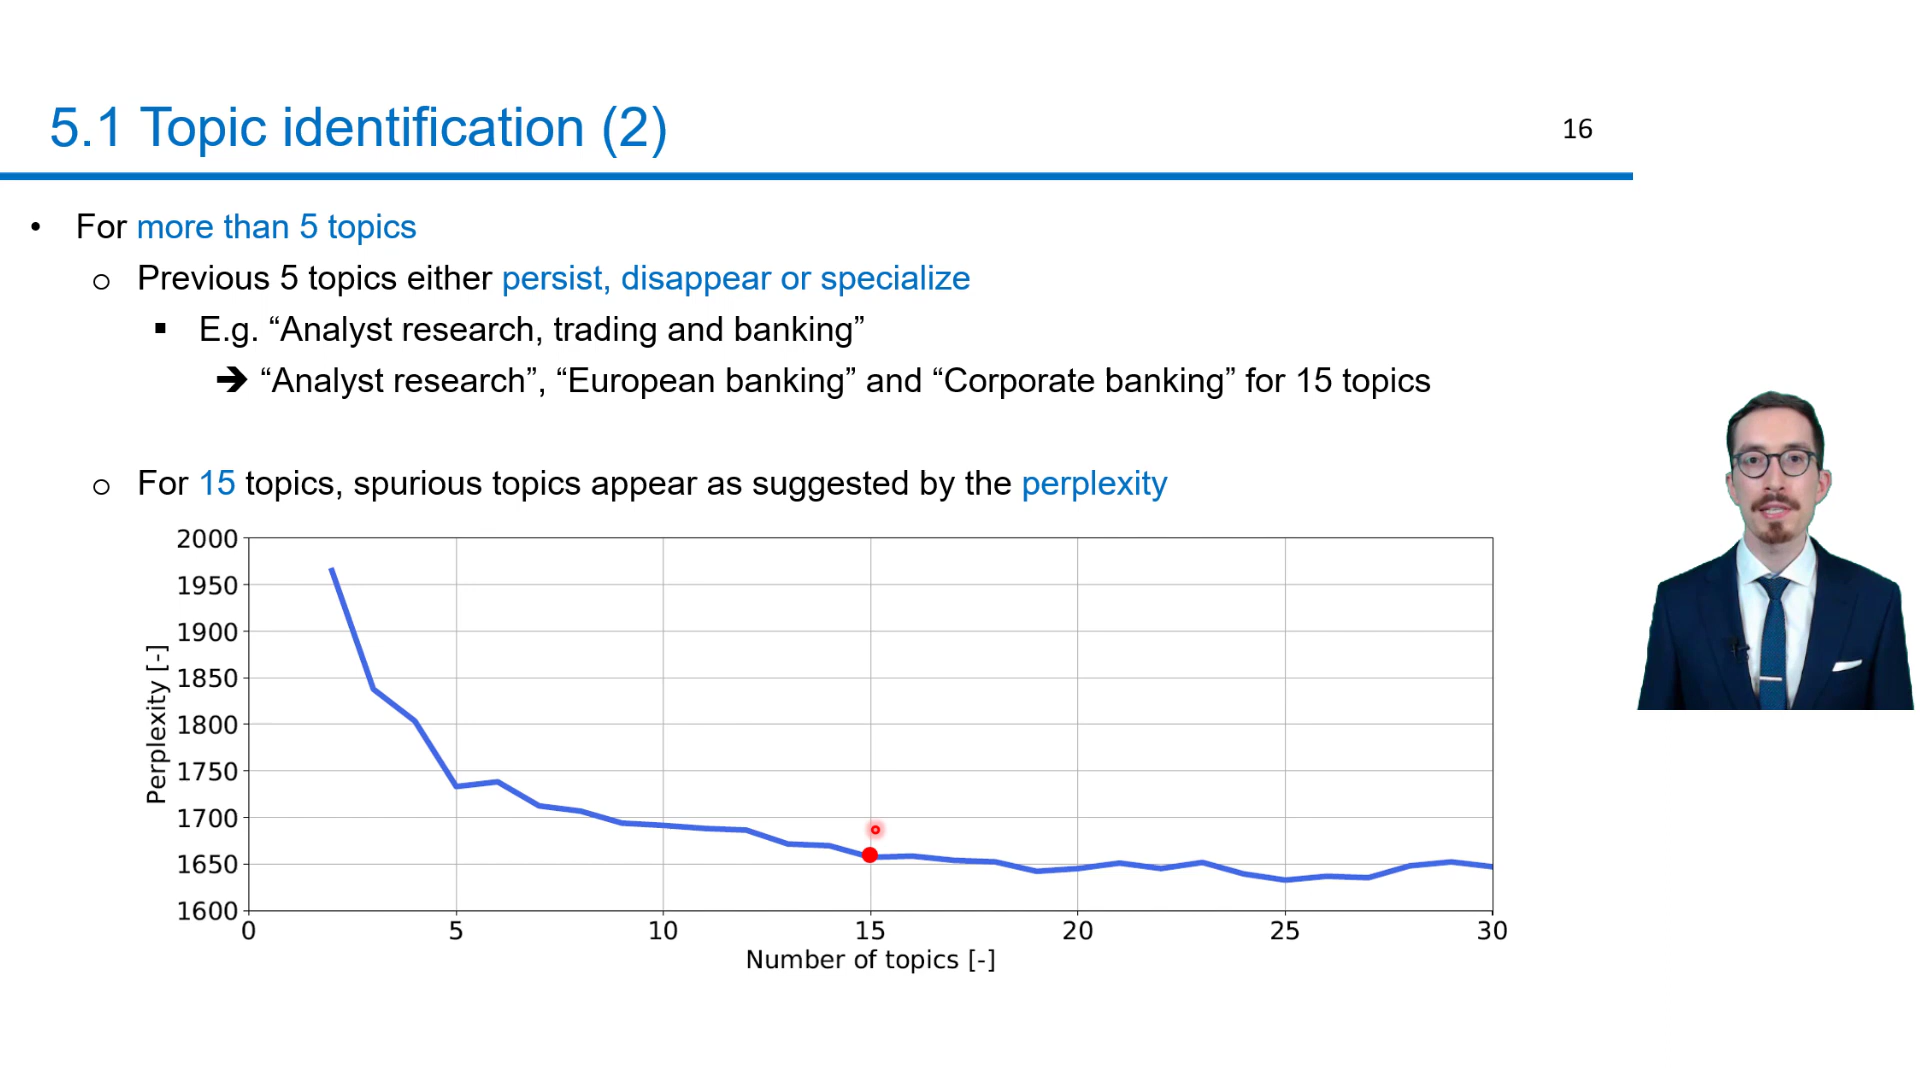 5.1 Topic identification (2)
16
• For more than 5 topics
o Previous 5 topics either persist, disappear or specialize
▪ E.g. “Analyst research, trading and banking”
➔ “Analyst research”, “European banking” and “Corporate banking” for 15 topics
o For 15 topics, spurious topics appear as suggested by the perplexity
2000
1950
1900
1850
1800
1750
1700
1650
1600
Perplexity [-]
0 5 10 15 20 25 30
Number of topics [-]